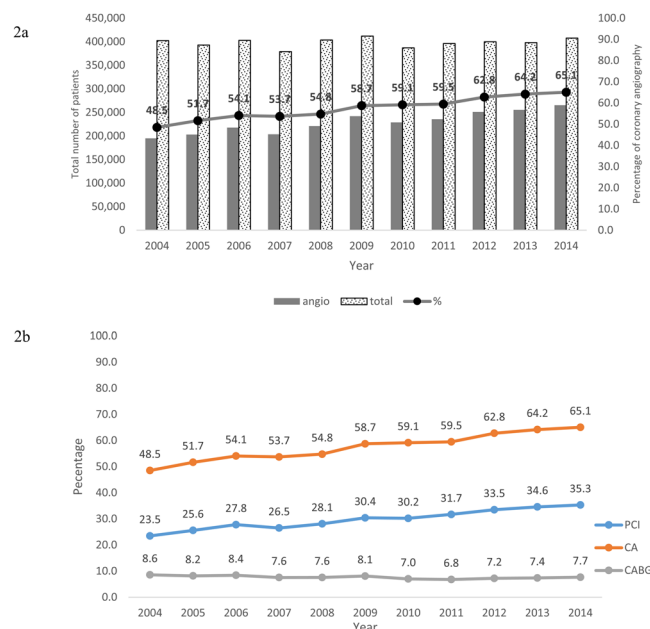 2a
450,000
400,000
350,000
300,000
250,000
200,000
150,000
100,000
50,000
0
Total number of patients
48.5 51.7 54.1 53.7 54.8 58.7 59.1 59.5 62.8 64.2 65.1
100.0
90.0
80.0
70.0
60.0
50.0
40.0
30.0
20.0
10.0
0.0
Percentage of coronary angiography
2004 2005 2006 2007 2008 2009 2010 2011 2012 2013 2014
Year
angio total %
2b
100.0
90.0
80.0
70.0
60.0
50.0
40.0
30.0
20.0
10.0
0.0
Pecentage
48.5 51.7 54.1 53.7 54.8 58.7 59.1 59.5 62.8 64.2 65.1
23.5 25.6 27.8 26.5 28.1 30.4 30.2 31.7 33.5 34.6 35.3
8.6 8.2 8.4 7.6 7.6 8.1 7.0 6.8 7.2 7.4 7.7
PCI
CA
CABG
2004 2005 2006 2007 2008 2009 2010 2011 2012 2013 2014
Year